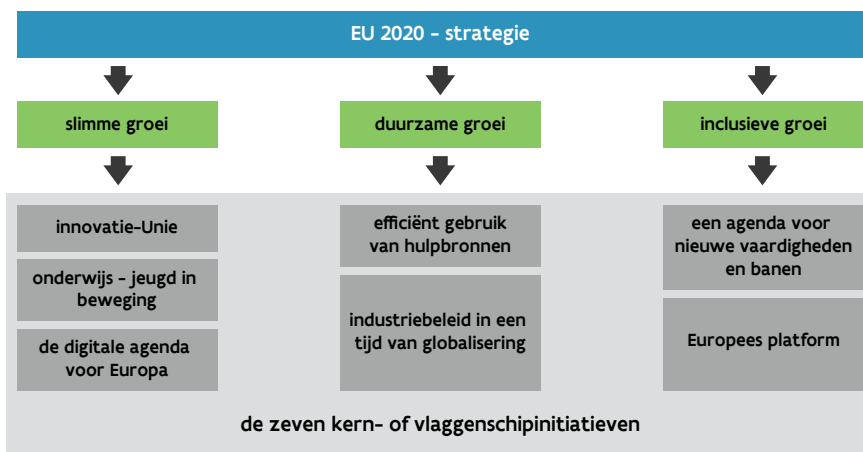 EU 2020 - strategie
slimme groei
duurzame groei
inclusieve groei
innovatie-Unie
onderwijs - jeugd in
beweging
de digitale agenda
voor Europa
efficiënt gebruik
van hulpbronnen
industriebeleid in een
tijd van globalisering
een agenda voor
nieuwe vaardigheden
en banen
Europees platform
de zeven kern- of vlaggenschipinitiatieven